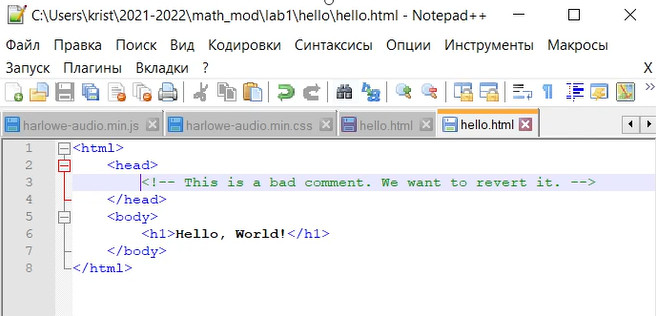 C:\Users\krist\2021-2022\math_mod\lab1\hello\hello.html - Notepad++
Файл Правка Поиск Вид Кодировки Синтаксисы Опции Инструменты Макросы
Запуск Плагины Вкладки ? X
harlowe-audio.min.js harlowe-audio.min.css hello.html hello.html
1 <html>
2 <head>
3 <!-- This is a bad comment. We want to revert it. -->
4 </head>
5 <body>
6 <h1>Hello, World!</h1>
7 </body>
8 </html>